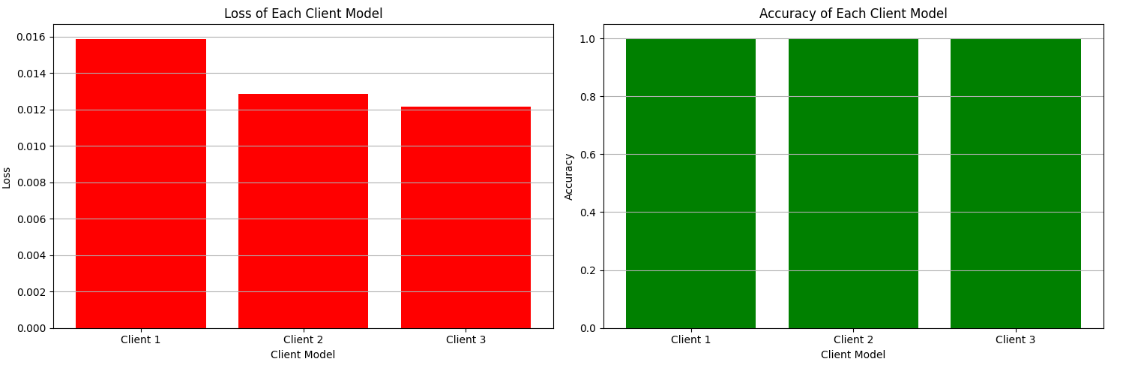 Loss of Each Client Model
0.016
0.014
0.012
0.010
0.008
0.006
0.004
0.002
0.000
Loss
Client 1 Client 2 Client 3
Client Model
Accuracy of Each Client Model
1.0
0.8
0.6
0.4
0.2
0.0
Accuracy
Client 1 Client 2 Client 3
Client Model